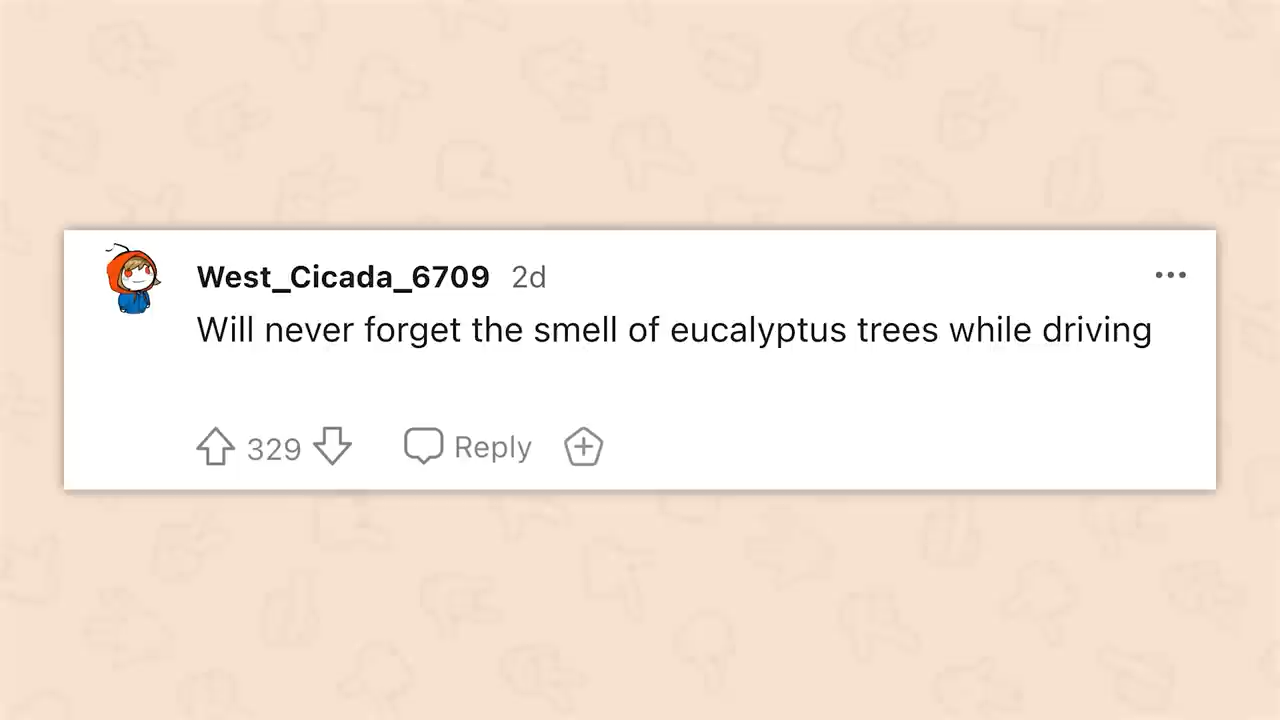 West_Cicada_6709 2d
Will never forget the smell of eucalyptus trees while driving
329 Reply